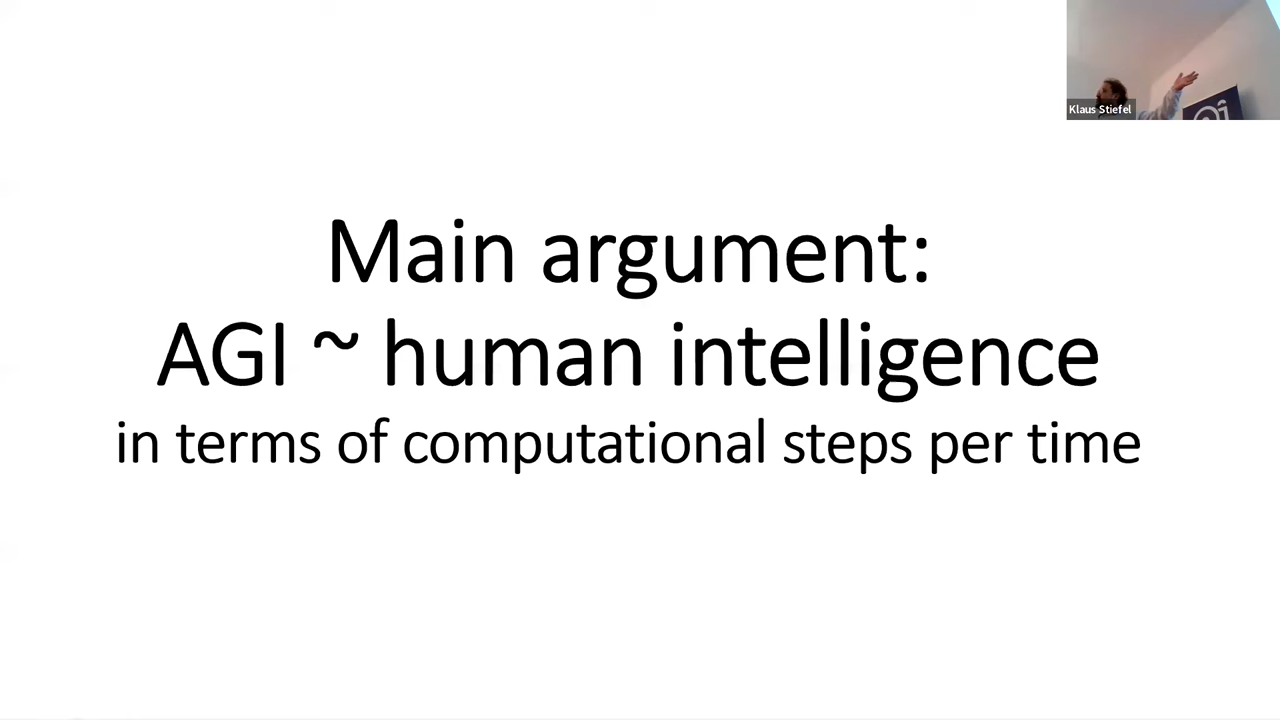 Klaus Stiefel
Main argument:
AGI ~ human intelligence
in terms of computational steps per time